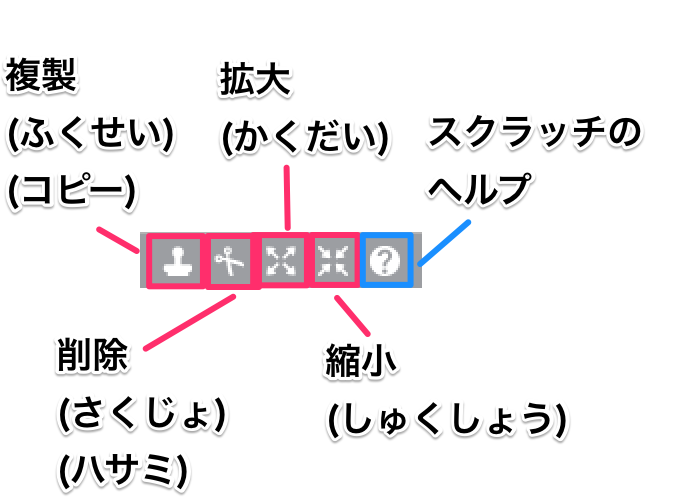 複製
(ふくせい)
(コピー)
拡大
(かくだい)
スクラッチの
ヘルプ
削除
(さくじょ)
(ハサミ)
縮小
(しゅくしょう)